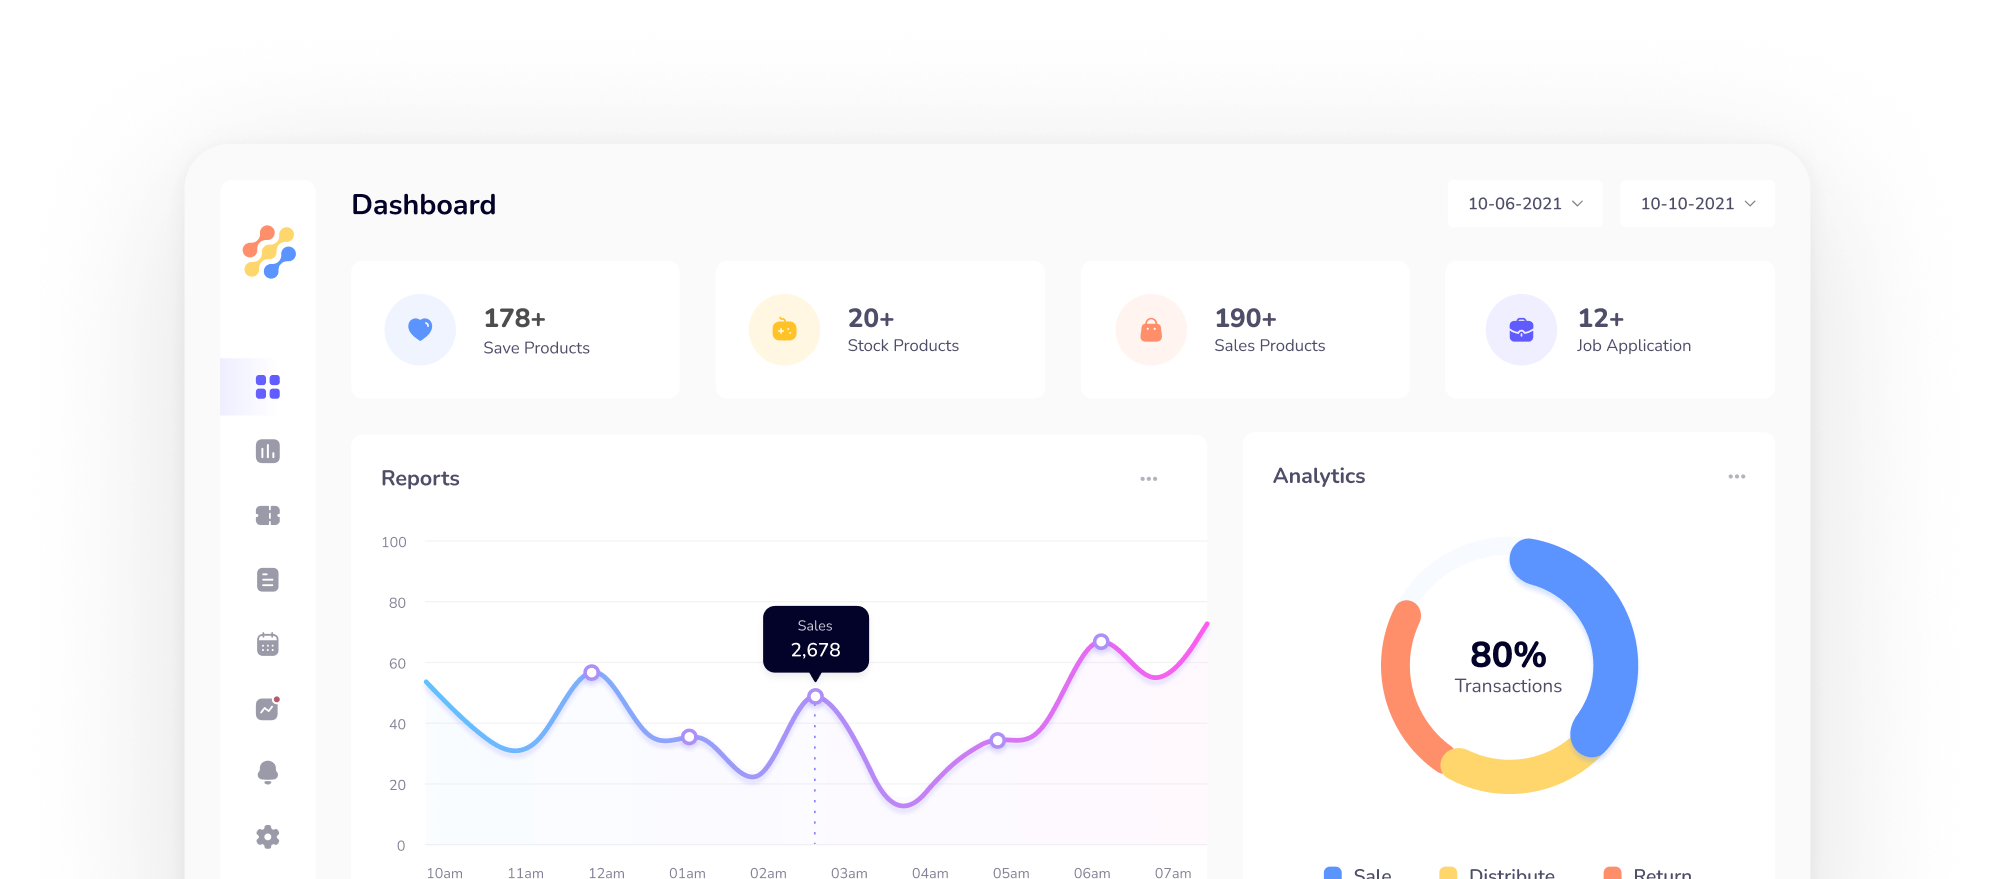 Dashboard
10-06-2021
10-10-2021
178+
Save Products
20+
Stock Products
190+
Sales Products
12+
Job Application
Reports
100
80
60
40
20
0
Sales
2,678
10am 11am 12am 01am 02am 03am 04am 05am 06am 07am
Analytics
80%
Transactions
Sale Distribute Return